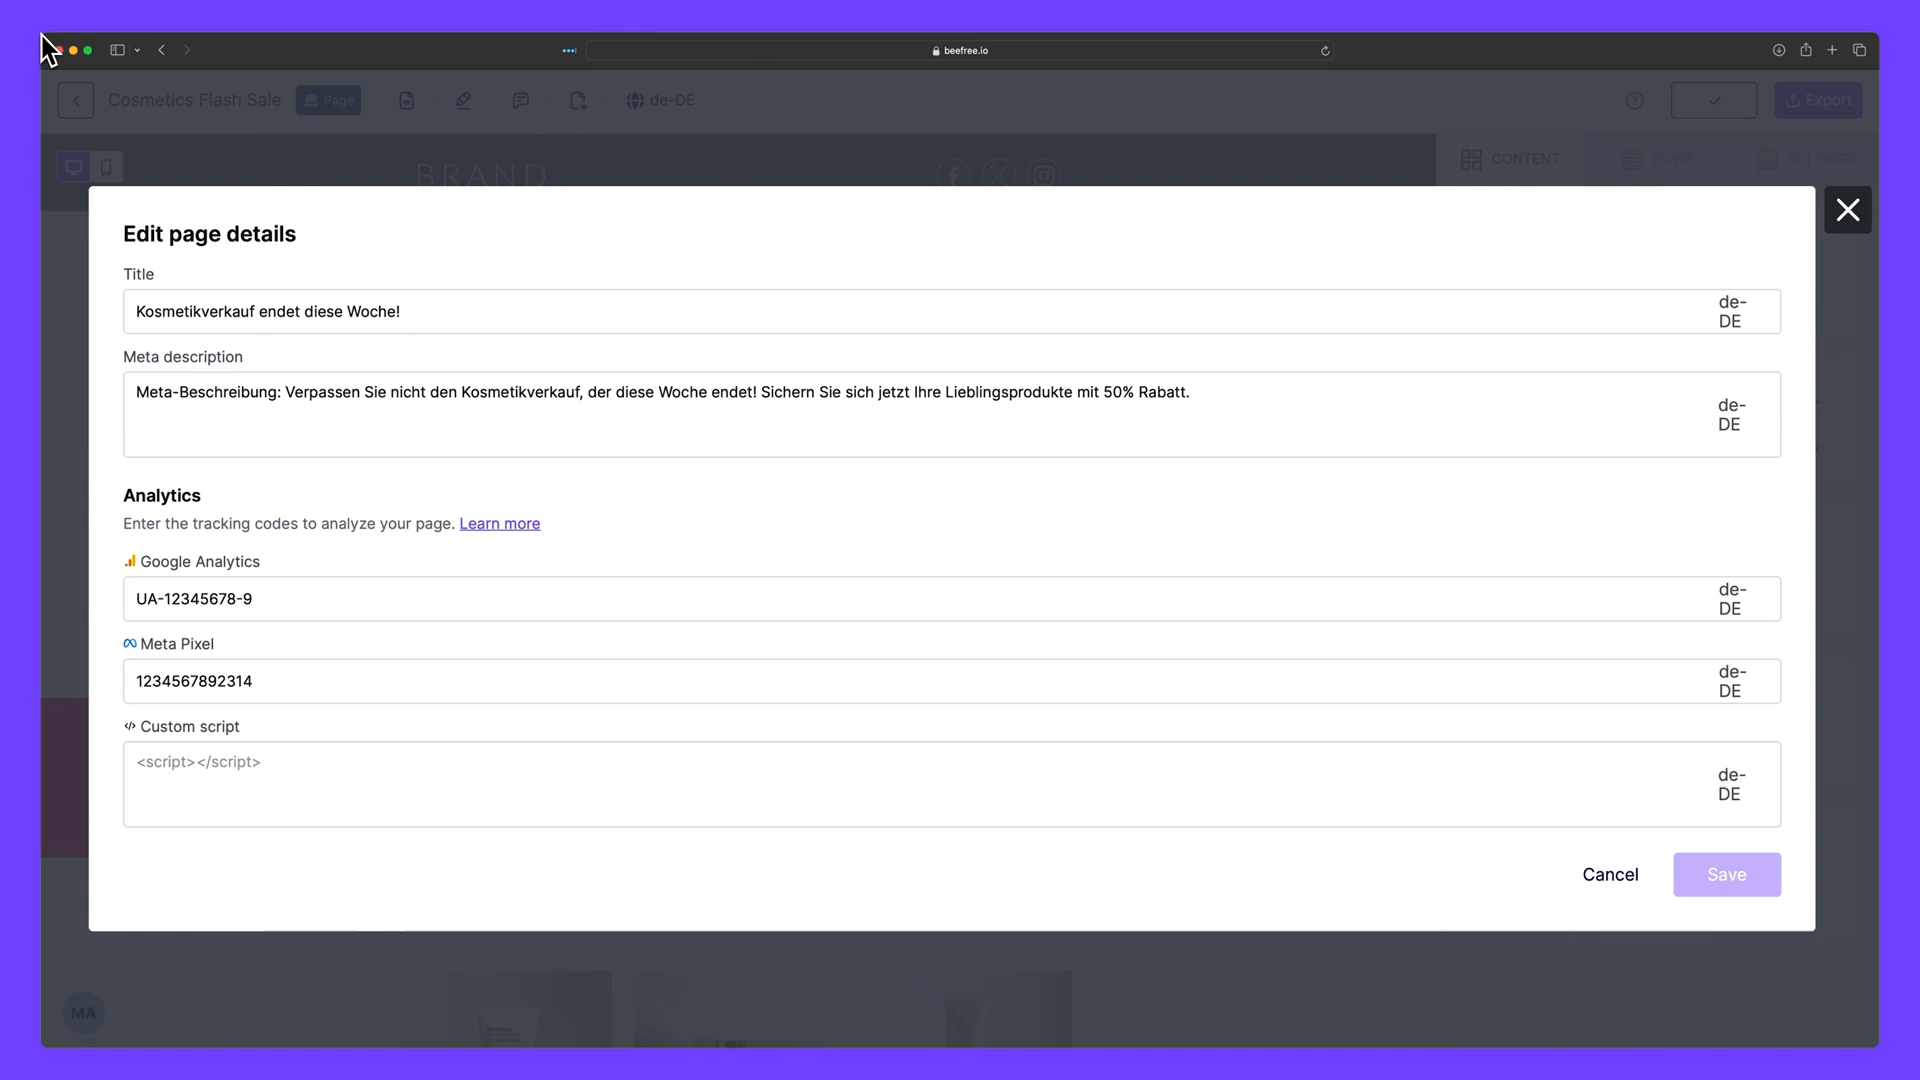 beefree.io
Cosmetics Flash Sale
Page
de-DE
Export
BRAND
CONTENT
ROWS
SETTINGS
Edit page details
Title
Kosmetikverkauf endet diese Woche!
de-
DE
Meta description
Meta-Beschreibung: Verpassen Sie nicht den Kosmetikverkauf, der diese Woche endet! Sichern Sie sich jetzt Ihre Lieblingsprodukte mit 50% Rabatt.
de-
DE
Analytics
Enter the tracking codes to analyze your page. Learn more
Google Analytics
UA-12345678-9
de-
DE
Meta Pixel
1234567892314
de-
DE
</> Custom script
<script></script>
de-
DE
Cancel
Save
MA